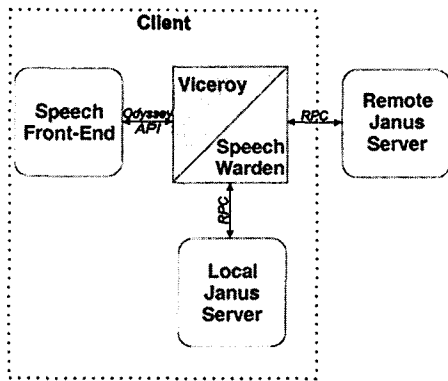 Client
Speech
Front-End
Odyssey
API
Viceroy
Speech
Warden
RPC
Remote
Janus
Server
RPC
Local
Janus
Server